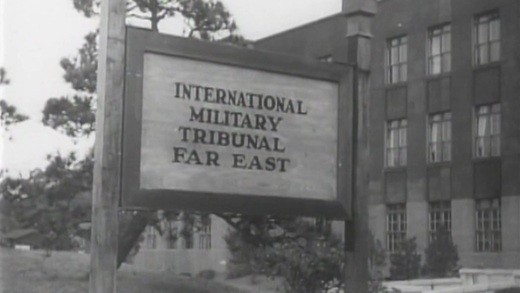 INTERNATIONAL
MILITARY
TRIBUNAL
FAR EAST